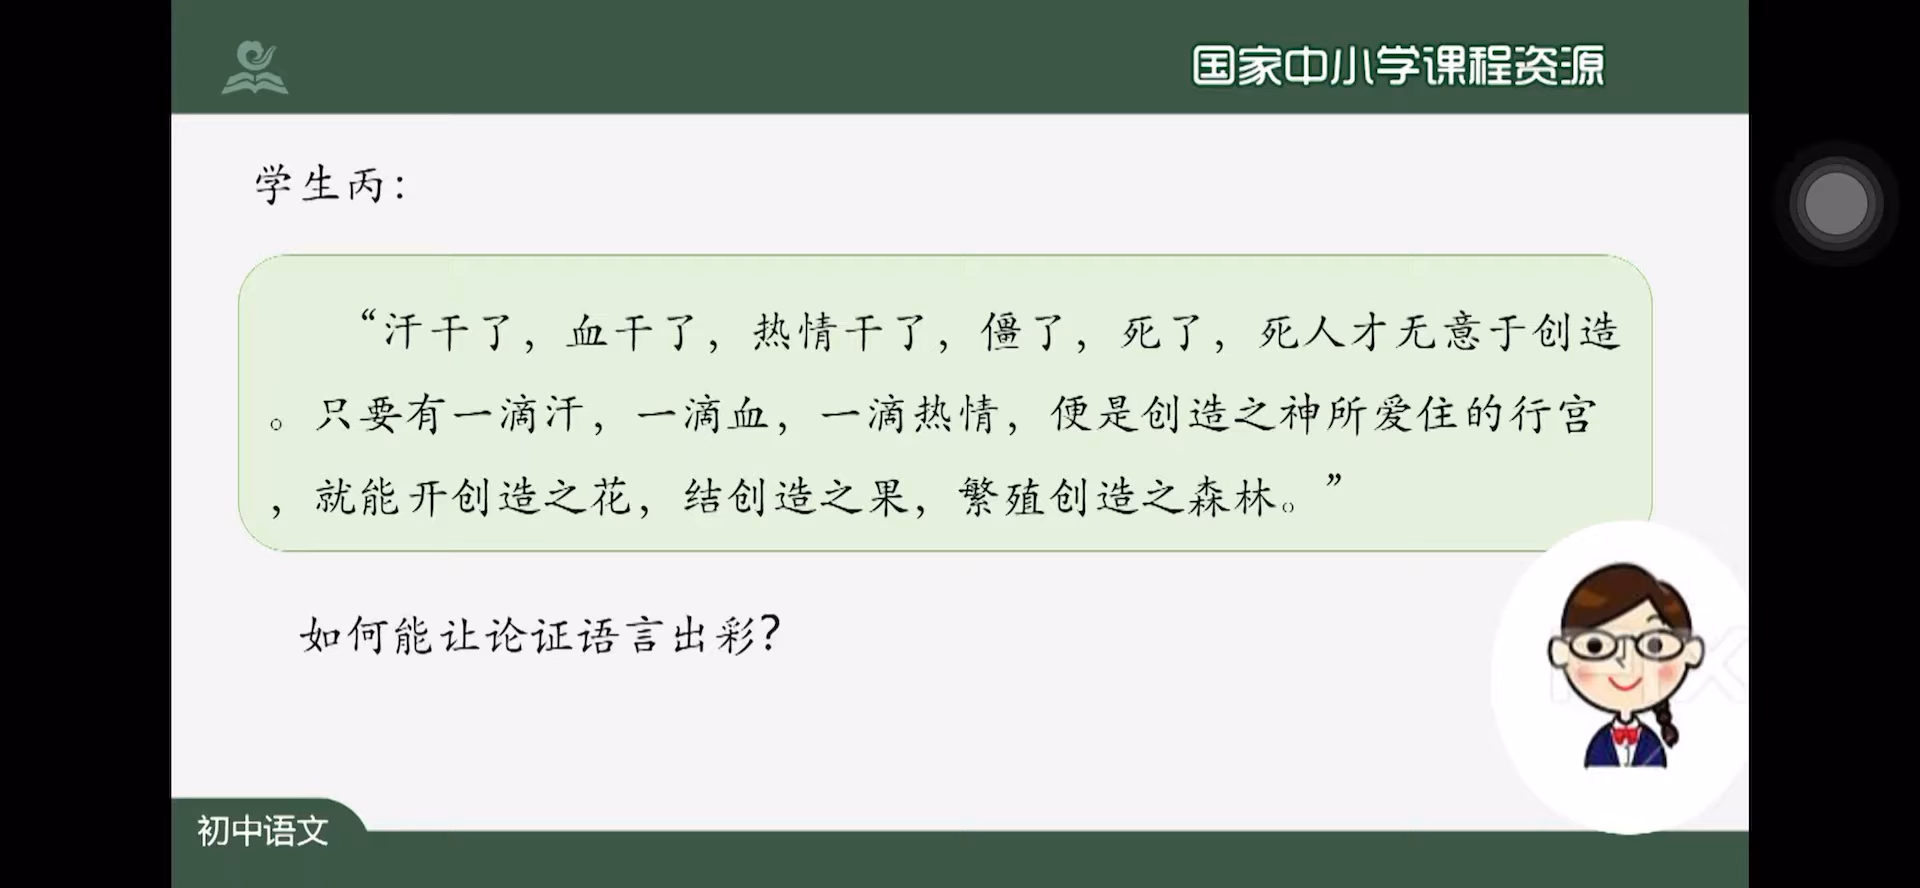 国家中小学课程资源
学生丙：
“汗干了，血干了，热情干了，僵了，死了，死人才无意于创造
。只要有一滴汗，一滴血，一滴热情，便是创造之神所爱住的行宫
，就能开创造之花，结创造之果，繁殖创造之森林。”
如何能让论证语言出彩？
初中语文